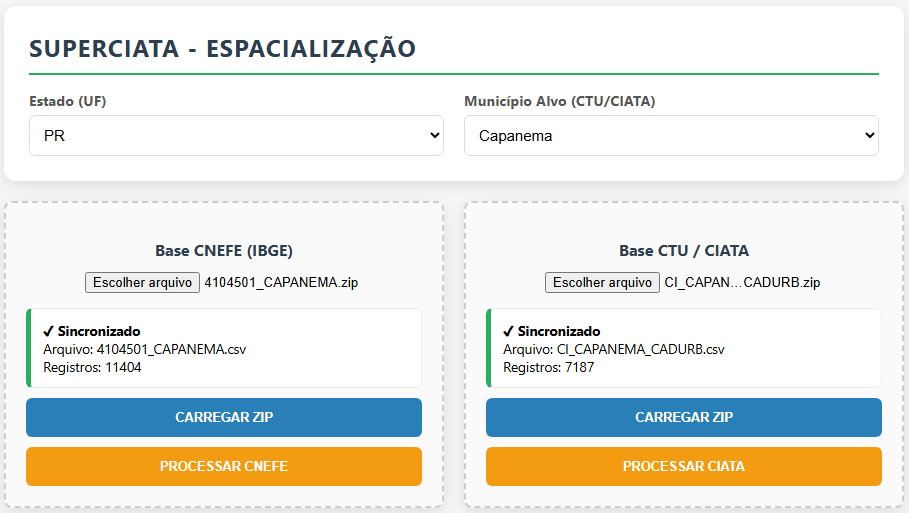 SUPERCIATA - ESPACIALIZAÇÃO
Estado (UF)
PR
Município Alvo (CTU/CIATA)
Capanema
Base CNEFE (IBGE)
Escolher arquivo 4104501_CAPANEMA.zip
✔ Sincronizado
Arquivo: 4104501_CAPANEMA.csv
Registros: 11404
CARREGAR ZIP
PROCESSAR CNEFE
Base CTU / CIATA
Escolher arquivo CI_CAPAN...CADURB.zip
✔ Sincronizado
Arquivo: CI_CAPANEMA_CADURB.csv
Registros: 7187
CARREGAR ZIP
PROCESSAR CIATA